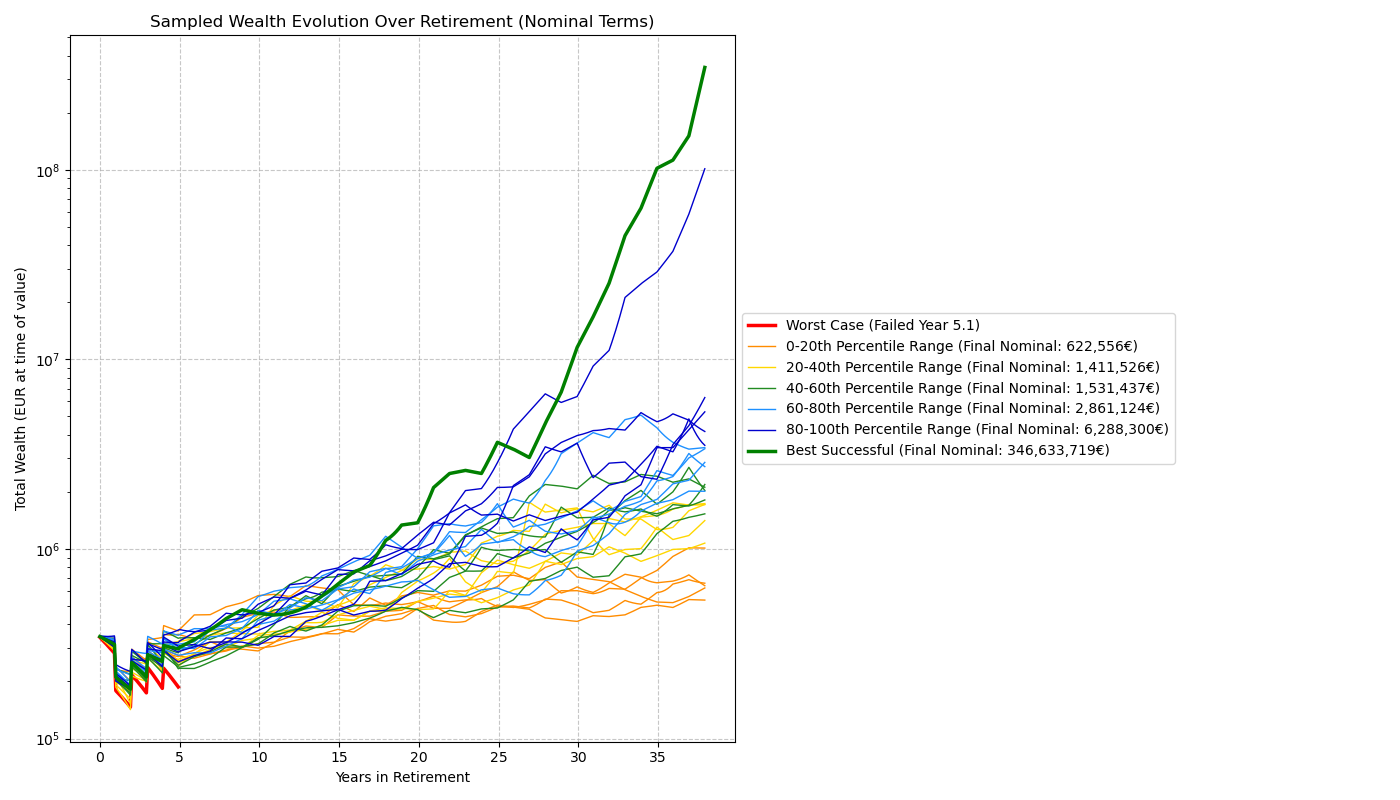 Sampled Wealth Evolution Over Retirement (Nominal Terms)
Total Wealth (EUR at time of value)
10⁸
10⁷
10⁶
10⁵
0 5 10 15 20 25 30 35
Years in Retirement
Worst Case (Failed Year 5.1)
0-20th Percentile Range (Final Nominal: 622,556€)
20-40th Percentile Range (Final Nominal: 1,411,526€)
40-60th Percentile Range (Final Nominal: 1,531,437€)
60-80th Percentile Range (Final Nominal: 2,861,124€)
80-100th Percentile Range (Final Nominal: 6,288,300€)
Best Successful (Final Nominal: 346,633,719€)